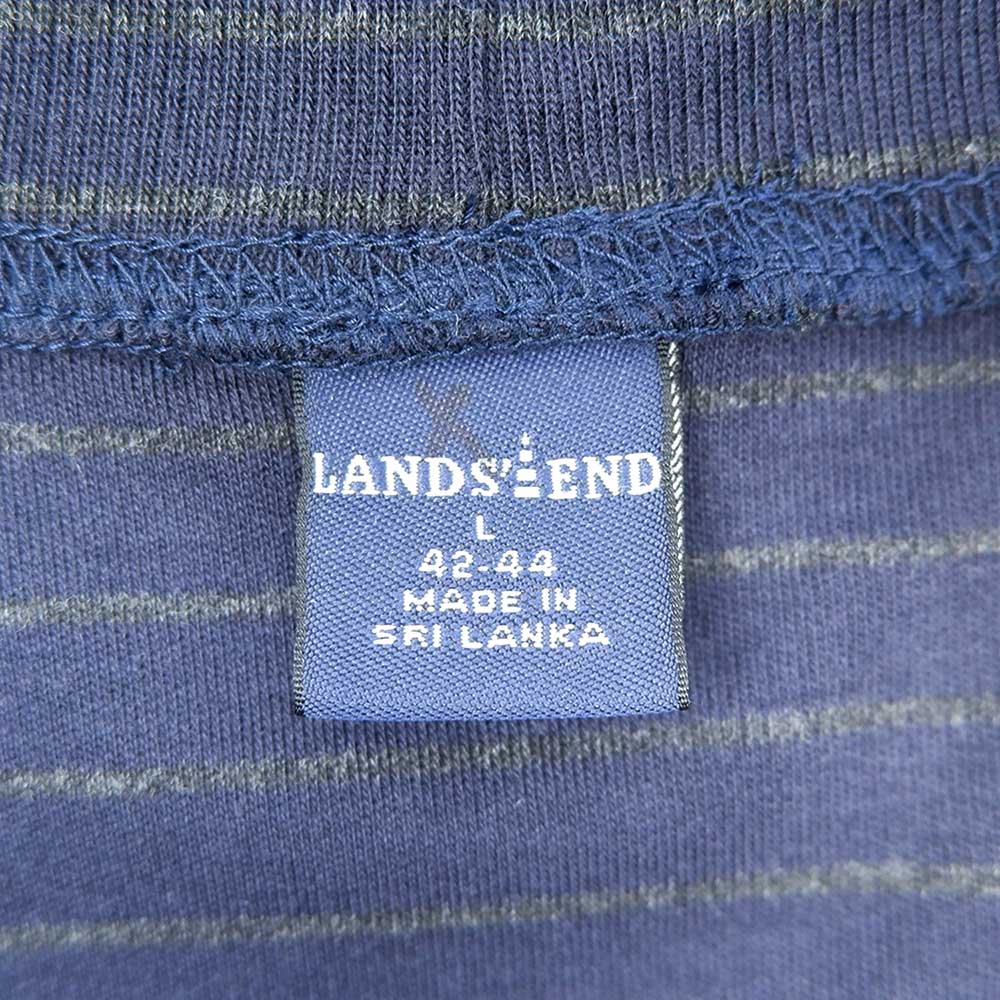 X
LANDS' END
L
42-44
MADE IN
SRI LANKA